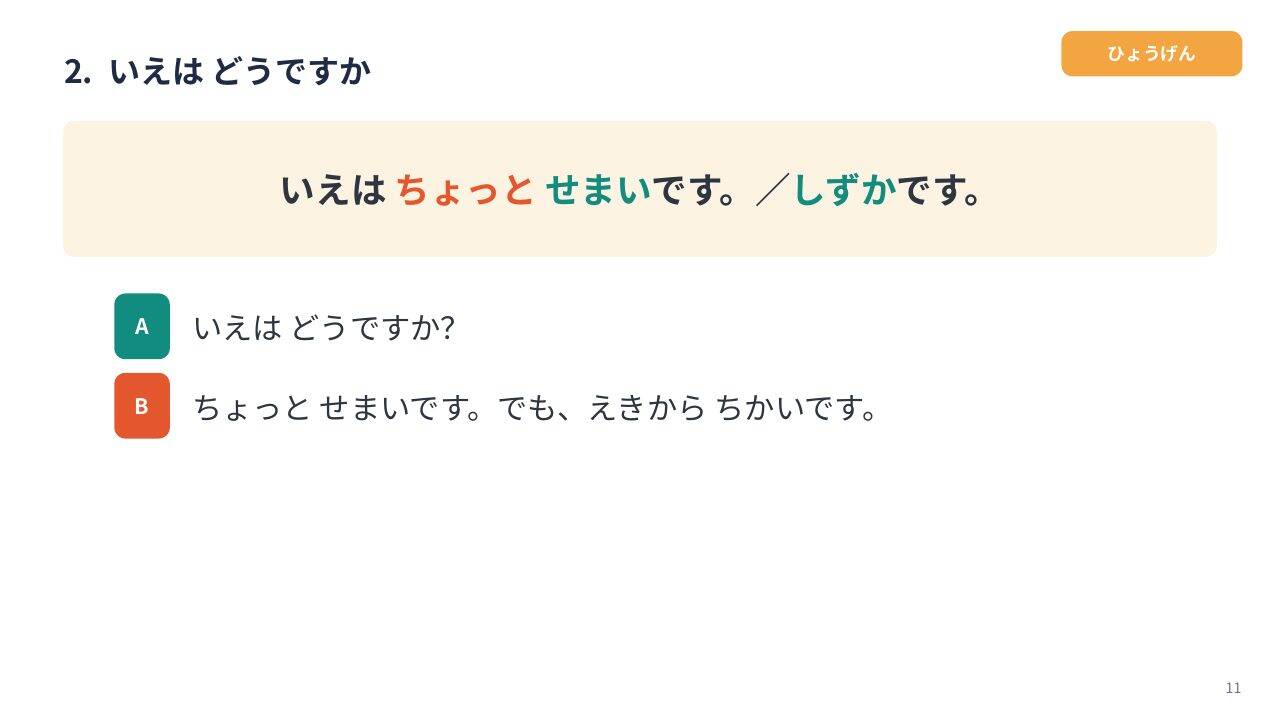 2. いえは どうですか
ひょうげん
いえは ちょっと せまいです。／しずかです。
A いえは どうですか?
B ちょっと せまいです。でも、えきから ちかいです。
11